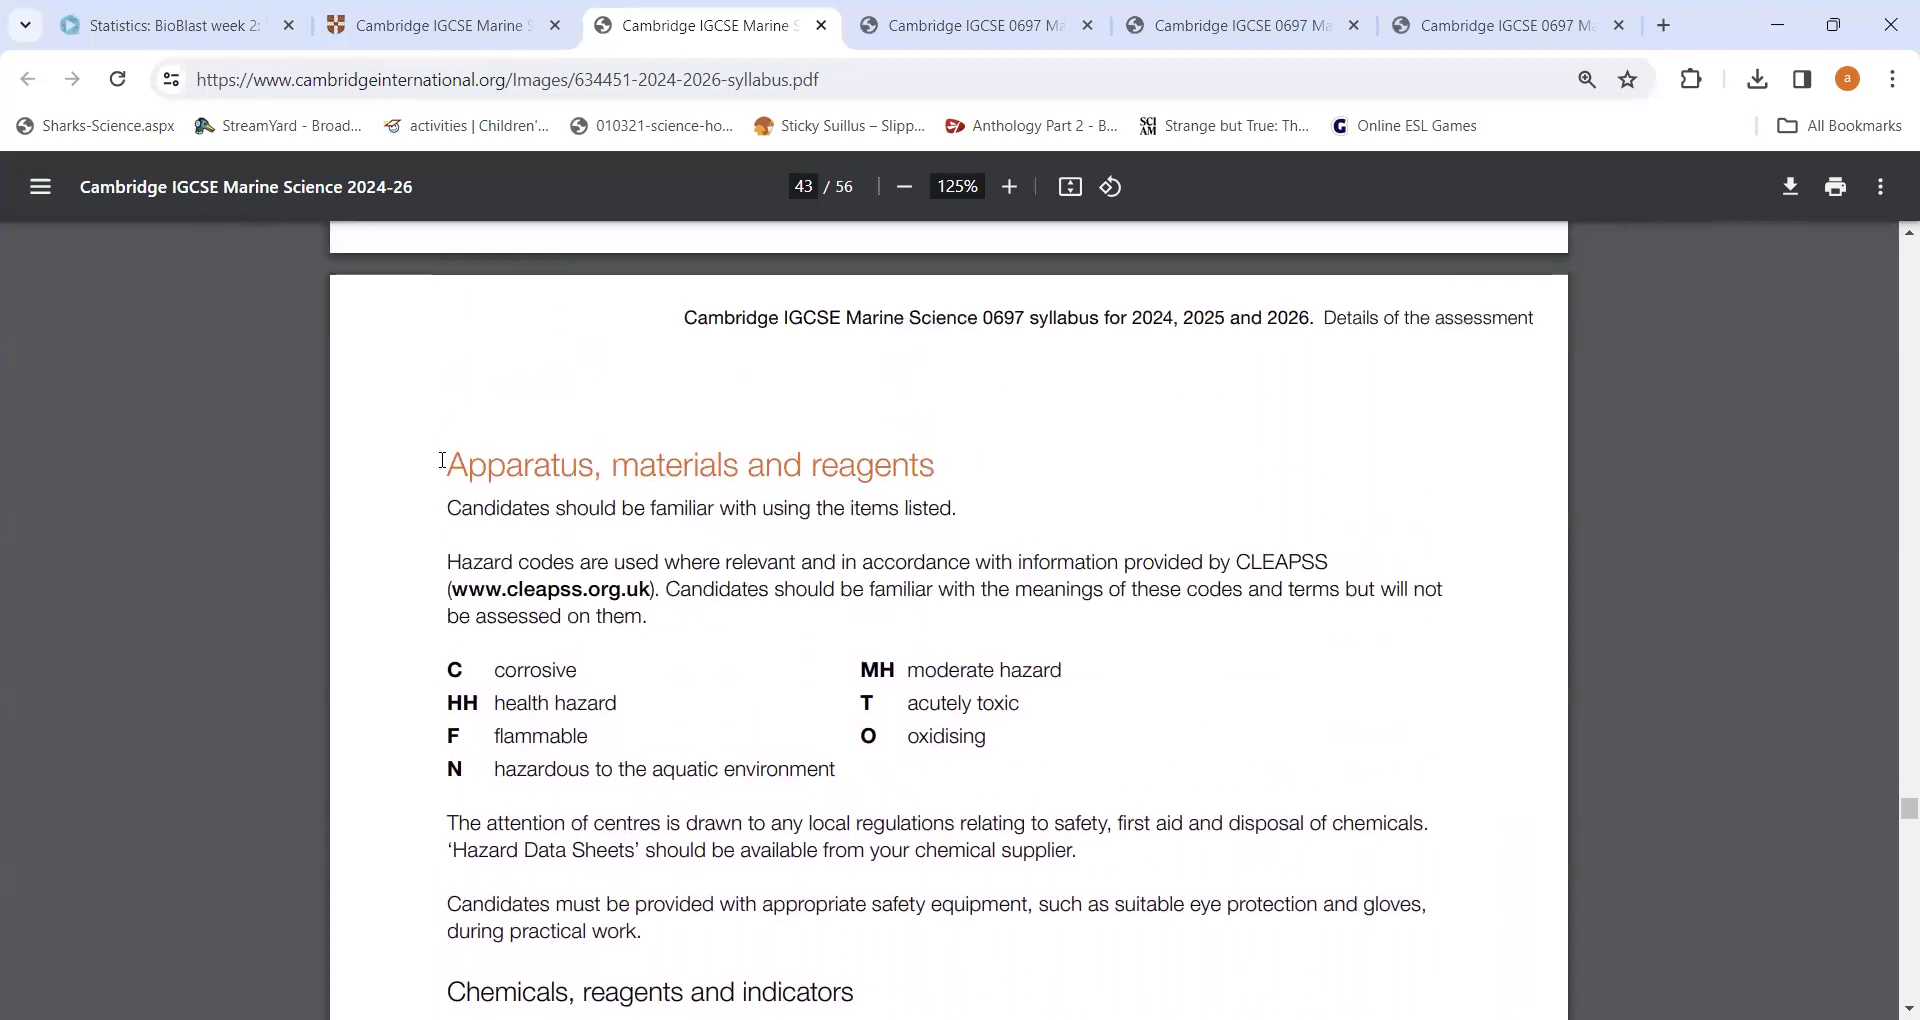 Statistics: BioBlast week 2:
Cambridge IGCSE Marine S
Cambridge IGCSE Marine S
Cambridge IGCSE 0697 Ma
Cambridge IGCSE 0697 Ma
Cambridge IGCSE 0697 Ma
https://www.cambridgeinternational.org/Images/634451-2024-2026-syllabus.pdf
a
Sharks-Science.aspx
StreamYard - Broad...
activities | Children'...
010321-science-ho...
Sticky Suillus – Slipp...
Anthology Part 2 - B...
SCI AM
Strange but True: Th...
Online ESL Games
All Bookmarks
Cambridge IGCSE Marine Science 2024-26
43 / 56
125%
Cambridge IGCSE Marine Science 0697 syllabus for 2024, 2025 and 2026. Details of the assessment
Apparatus, materials and reagents
Candidates should be familiar with using the items listed.
Hazard codes are used where relevant and in accordance with information provided by CLEAPSS
(www.cleapss.org.uk). Candidates should be familiar with the meanings of these codes and terms but will not
be assessed on them.
C corrosive
MH moderate hazard
HH health hazard
T acutely toxic
F flammable
O oxidising
N hazardous to the aquatic environment
The attention of centres is drawn to any local regulations relating to safety, first aid and disposal of chemicals.
‘Hazard Data Sheets’ should be available from your chemical supplier.
Candidates must be provided with appropriate safety equipment, such as suitable eye protection and gloves,
during practical work.
Chemicals, reagents and indicators